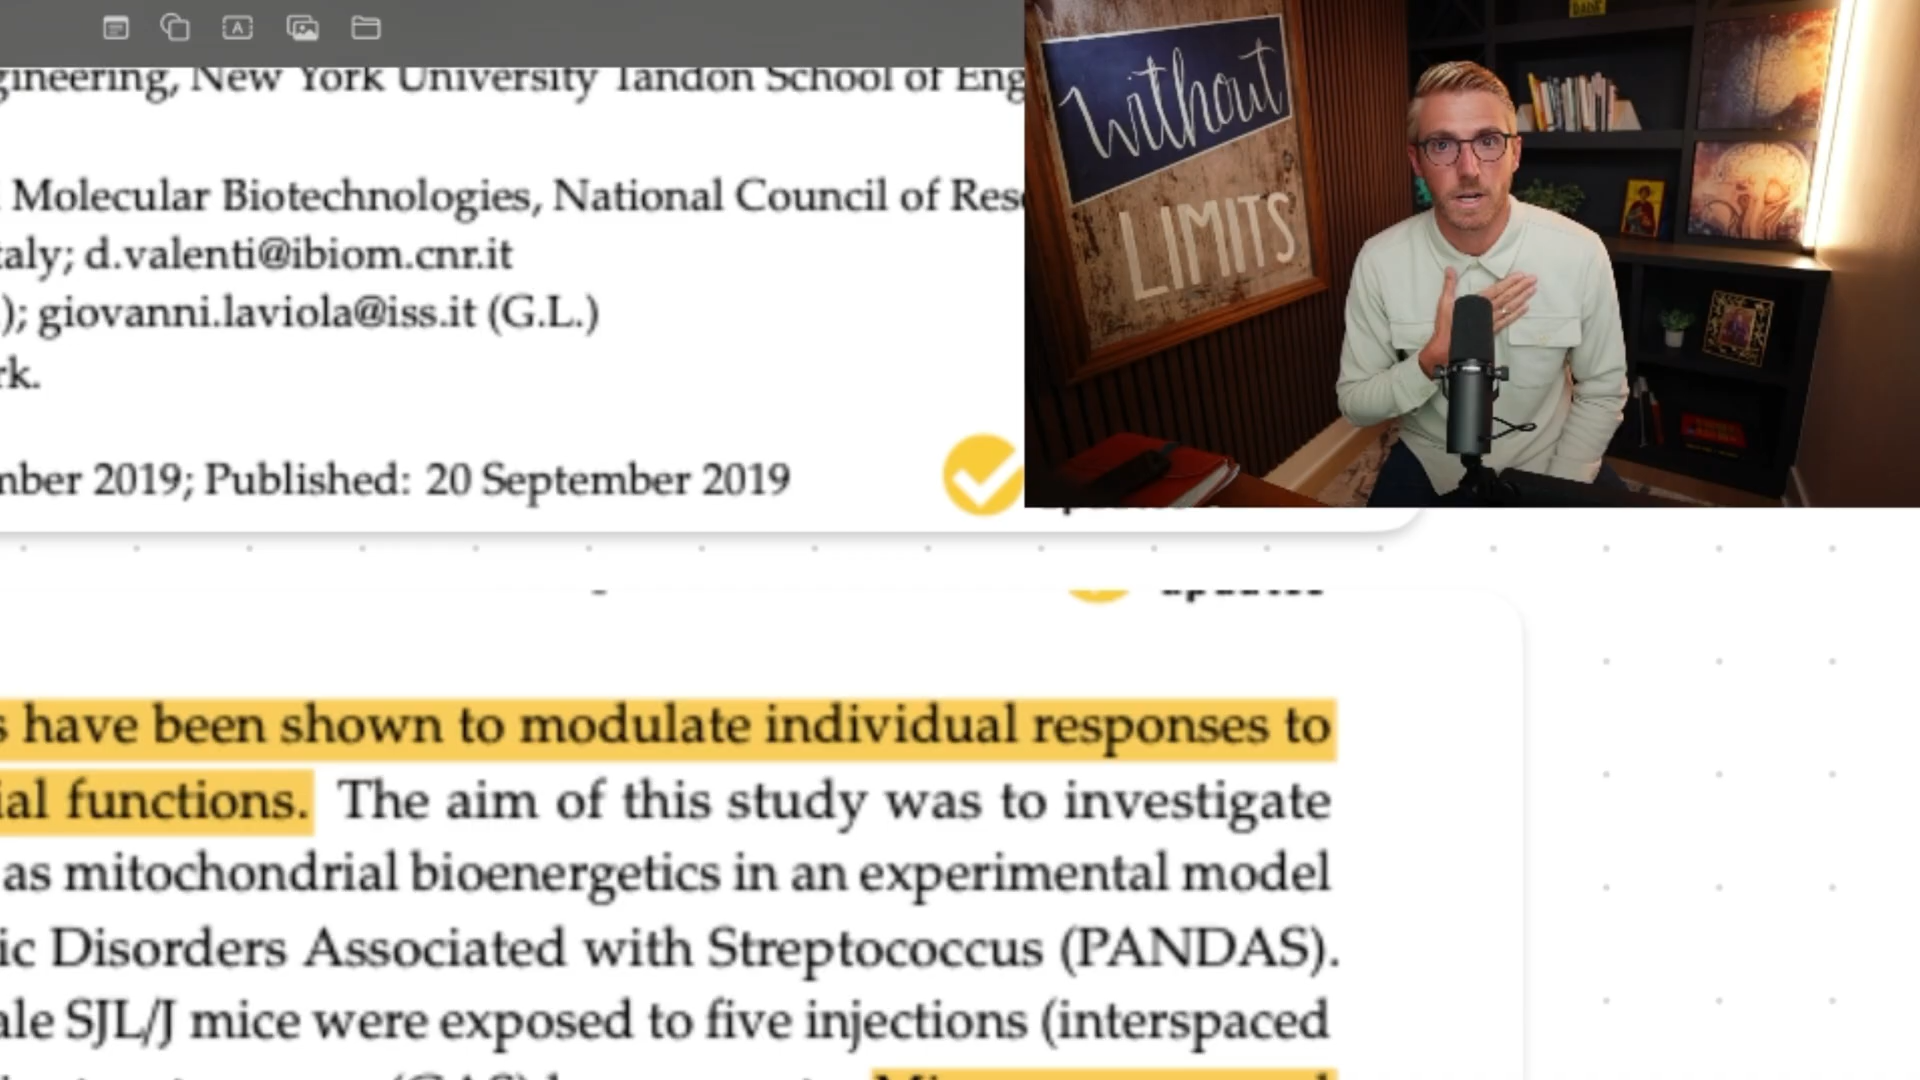 gineering, New York University Tandon School of Eng
Molecular Biotechnologies, National Council of Res
taly; d.valenti@ibiom.cnr.it
); giovanni.laviola@iss.it (G.L.)
rk.
mber 2019; Published: 20 September 2019
without
LIMITS
updates
s have been shown to modulate individual responses to
ial functions. The aim of this study was to investigate
as mitochondrial bioenergetics in an experimental model
ic Disorders Associated with Streptococcus (PANDAS).
ale SJL/J mice were exposed to five injections (interspaced
(GAS)